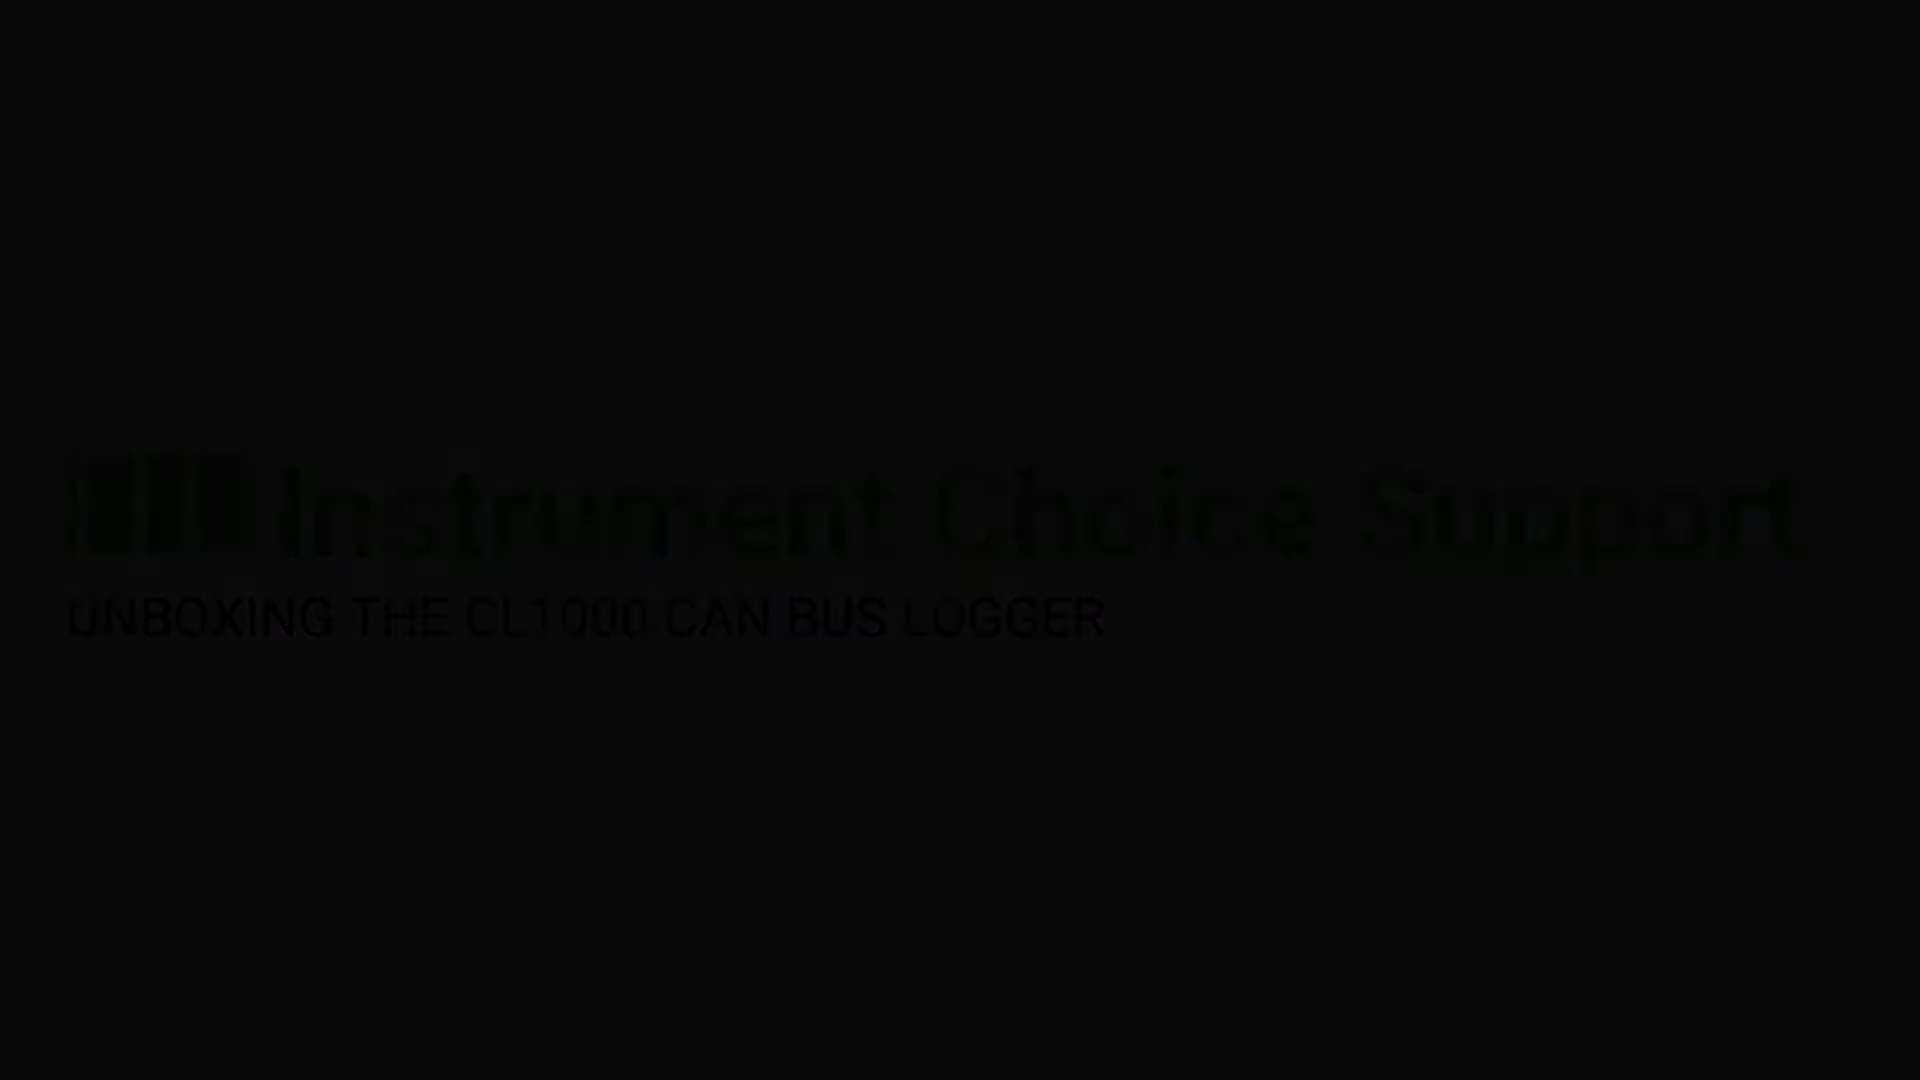 Instrument Choice Support
UNBOXING THE CL1000 CAN BUS LOGGER